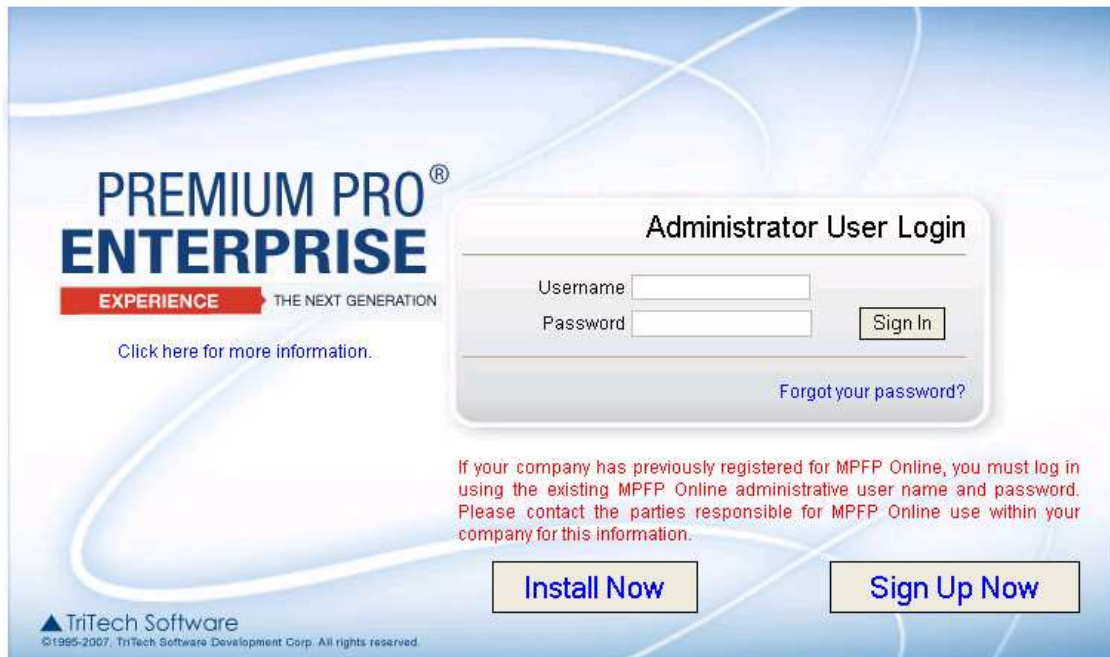 PREMIUM PRO®
ENTERPRISE
EXPERIENCE THE NEXT GENERATION
Click here for more information.
Administrator User Login
Username
Password
Sign In
Forgot your password?
If your company has previously registered for MPFP Online, you must log in
using the existing MPFP Online administrative user name and password.
Please contact the parties responsible for MPFP Online use within your
company for this information.
Install Now
Sign Up Now
TriTech Software
©1995-2007. TriTech Software Development Corp. All rights reserved.